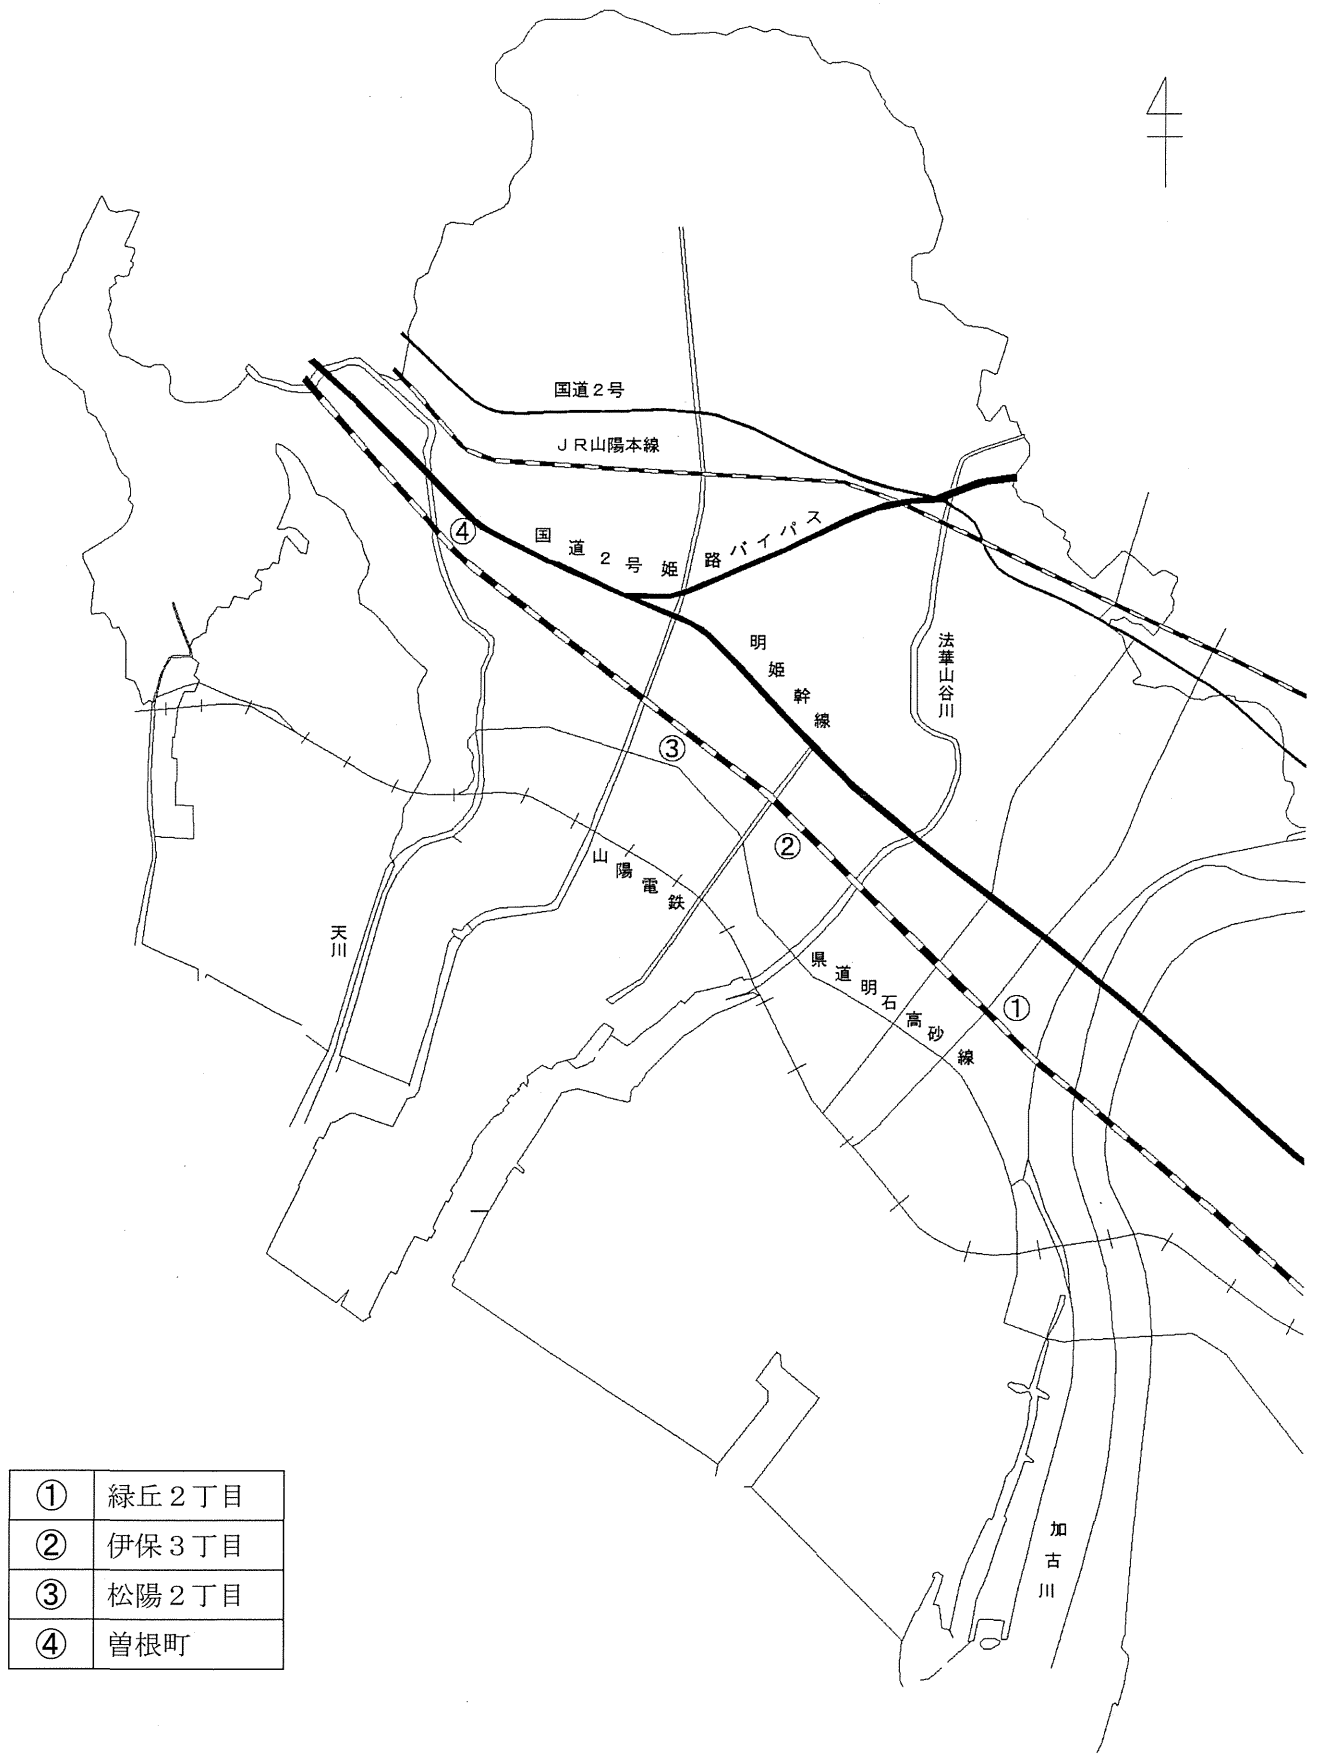 国道２号
ＪＲ山陽本線
国道２号姫路バイパス
④
明姫幹線
法華山谷川
③
②
山陽電鉄
天川
県道明石高砂線
①
加古川
① 緑丘２丁目
② 伊保３丁目
③ 松陽２丁目
④ 曽根町